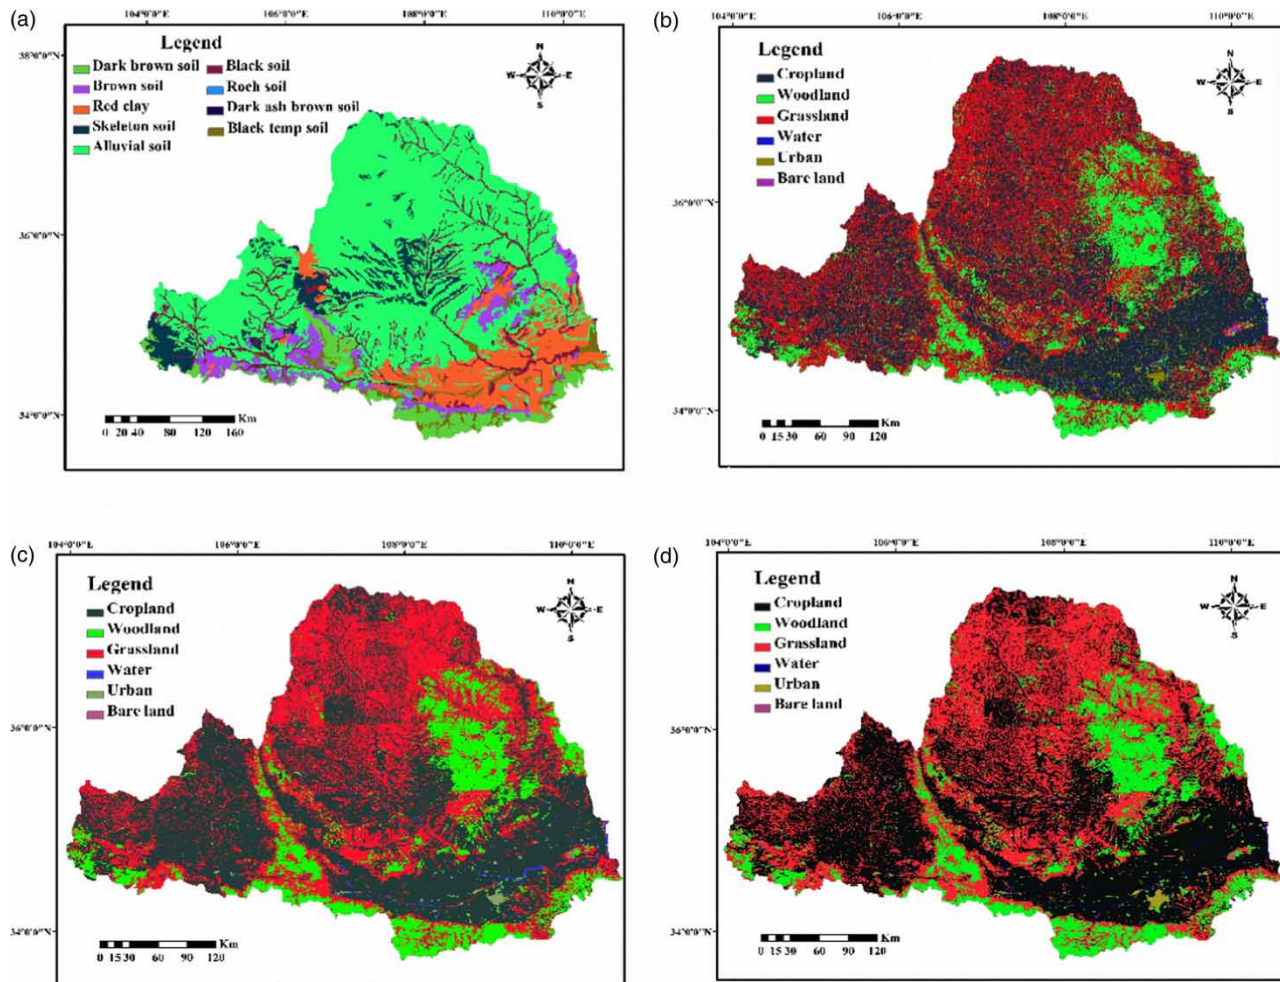 (a)
104°0'0"E 106°0'0"E 108°0'0"E 110°0'0"E
38°0'0"N
Legend
Dark brown soil Black soil
Brown soil Roch soil
Red clay Dark ash brown soil
Skeleton soil Black temp soil
Alluvial soil
N
W E
S
36°0'0"N
34°0'0"N
Km
0 20 40 80 120 160
(b)
104°0'0"E 106°0'0"E 108°0'0"E 110°0'0"E
Legend
Cropland
Woodland
Grassland
Water
Urban
Bare land
N
W E
S
36°0'0"N
34°0'0"N
Km
0 15 30 60 90 120
(c)
104°0'0"E 106°0'0"E 108°0'0"E 110°0'0"E
Legend
Cropland
Woodland
Grassland
Water
Urban
Bare land
N
W E
S
36°0'0"N
34°0'0"N
Km
0 15 30 60 90 120
(d)
104°0'0"E 106°0'0"E 108°0'0"E 110°0'0"E
Legend
Cropland
Woodland
Grassland
Water
Urban
Bare land
N
W E
S
36°0'0"N
34°0'0"N
Km
0 15 30 60 90 120